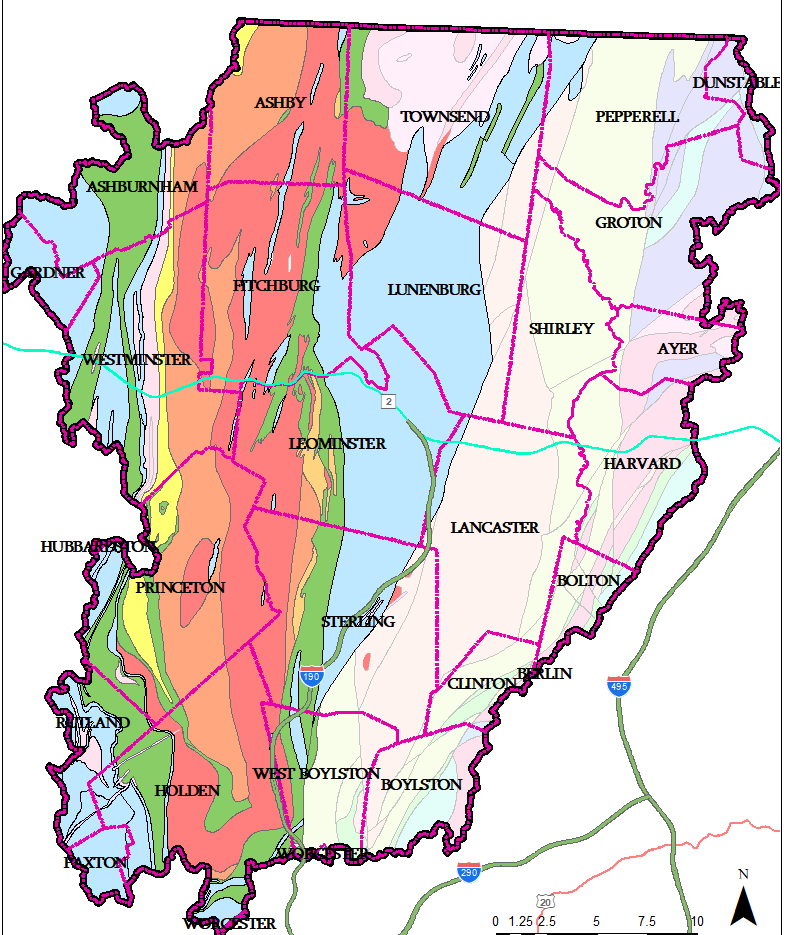 DUNSTABLE
ASHBY
TOWNSEND
PEPPERELL
ASHBURNHAM
GROTON
GARDNER
FITCHBURG
LUNENBURG
SHIRLEY
AYER
WESTMINSTER
2
LEOMINSTER
HARVARD
LANCASTER
HUBBARDSTON
BOLTON
PRINCETON
STERLING
BERLIN
190
CLINTON
495
RUTLAND
WEST BOYLSTON
BOYLSTON
HOLDEN
WORCESTER
PAXTON
290
N
20
WORCESTER
0 1.25 2.5 5 7.5 10